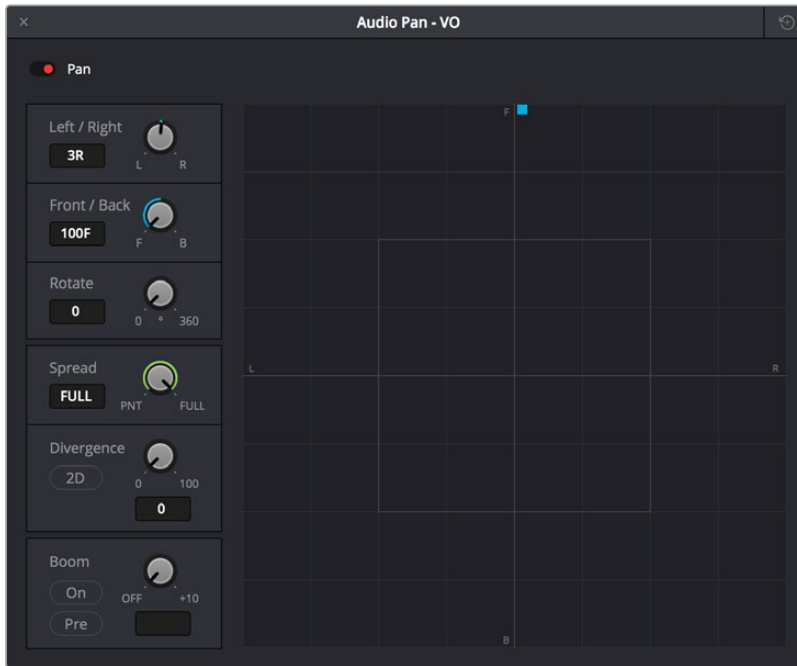 Audio Pan - VO
Pan
Left / Right
3R
L R
Front / Back
100F
F B
Rotate
0
0 ° 360
Spread
FULL
PNT FULL
Divergence
2D
0 100
0
Boom
On
OFF +10
Pre
F
L
R
B